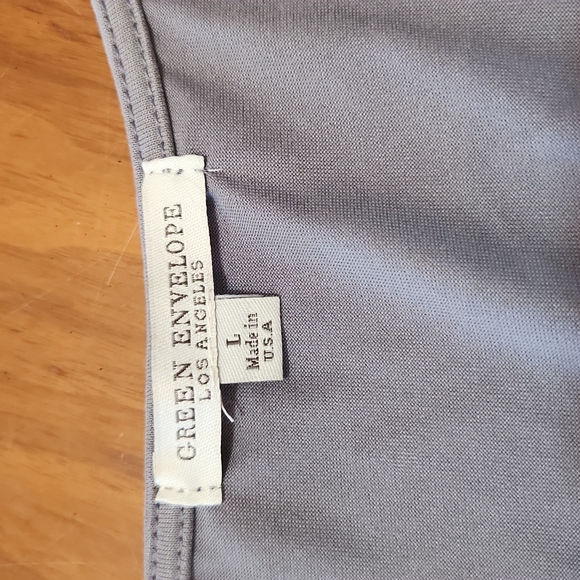 GREEN ENVELOPE
LOS ANGELES
L
Made in
U.S.A